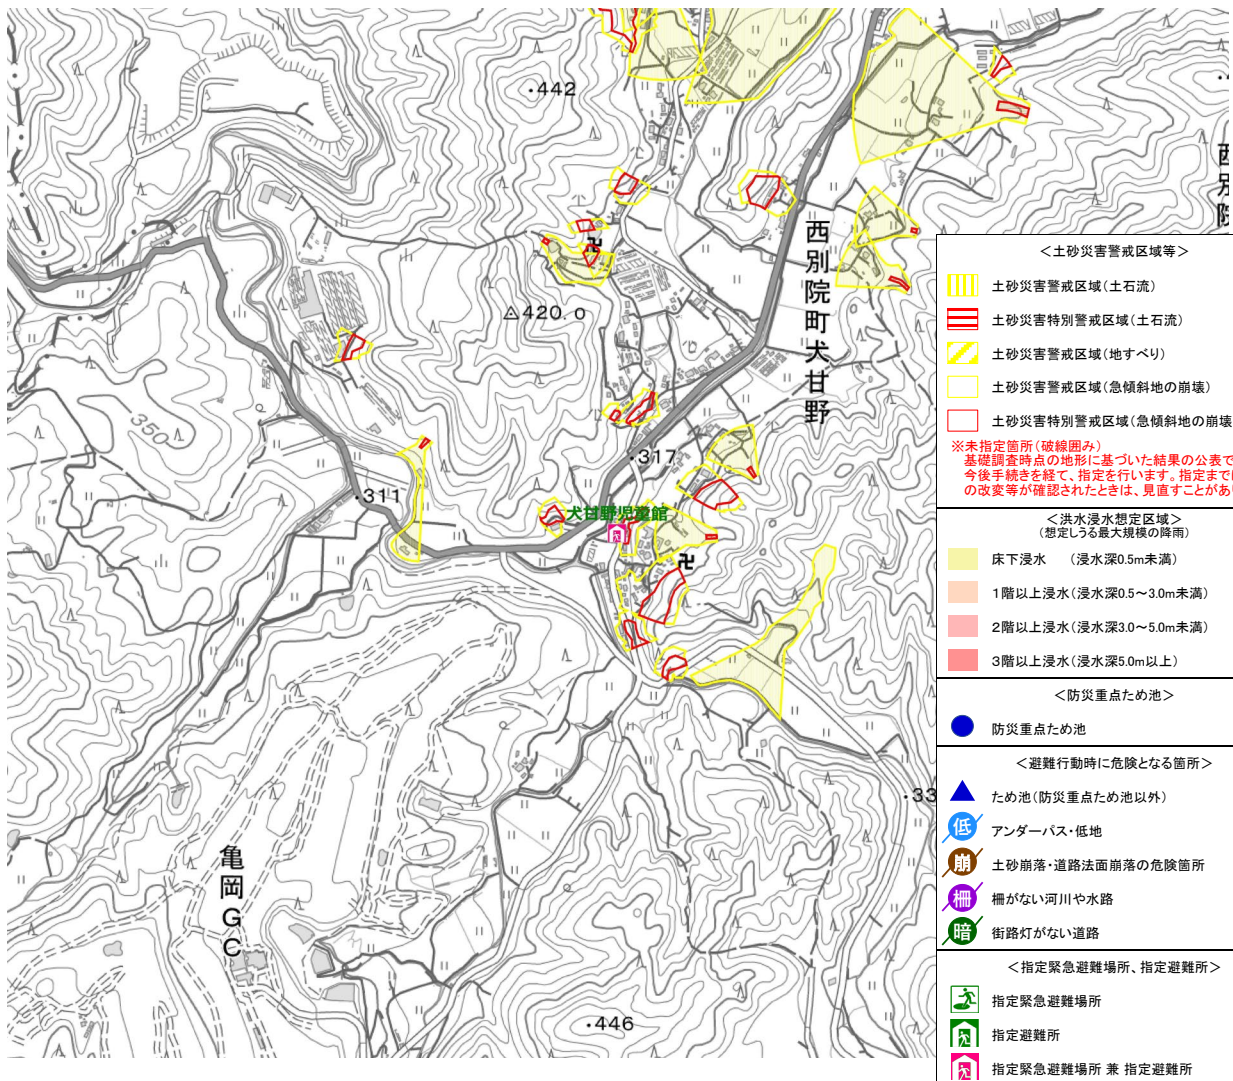 ・442
西別院
卍
西別院町犬甘野
420.0
350
・317
・311
犬甘野児童館
卍
・33
亀岡GC
・446
＜土砂災害警戒区域等＞
土砂災害警戒区域（土石流）
土砂災害特別警戒区域（土石流）
土砂災害警戒区域（地すべり）
土砂災害警戒区域（急傾斜地の崩壊）
土砂災害特別警戒区域（急傾斜地の崩壊
※未指定箇所（破線囲み）
基礎調査時点の地形に基づいた結果の公表で
今後手続きを経て、指定を行います。指定まで
の改変等が確認されたときは、見直すことがあ
＜洪水浸水想定区域＞
（想定しうる最大規模の降雨）
床下浸水　（浸水深0.5m未満）
1階以上浸水（浸水深0.5～3.0m未満）
2階以上浸水（浸水深3.0～5.0m未満）
3階以上浸水（浸水深5.0m以上）
＜防災重点ため池＞
防災重点ため池
＜避難行動時に危険となる箇所＞
ため池（防災重点ため池以外）
低 アンダーパス・低地
崩 土砂崩落・道路法面崩落の危険箇所
柵 柵がない河川や水路
暗 街路灯がない道路
＜指定緊急避難場所、指定避難所＞
指定緊急避難場所
指定避難所
指定緊急避難場所 兼 指定避難所